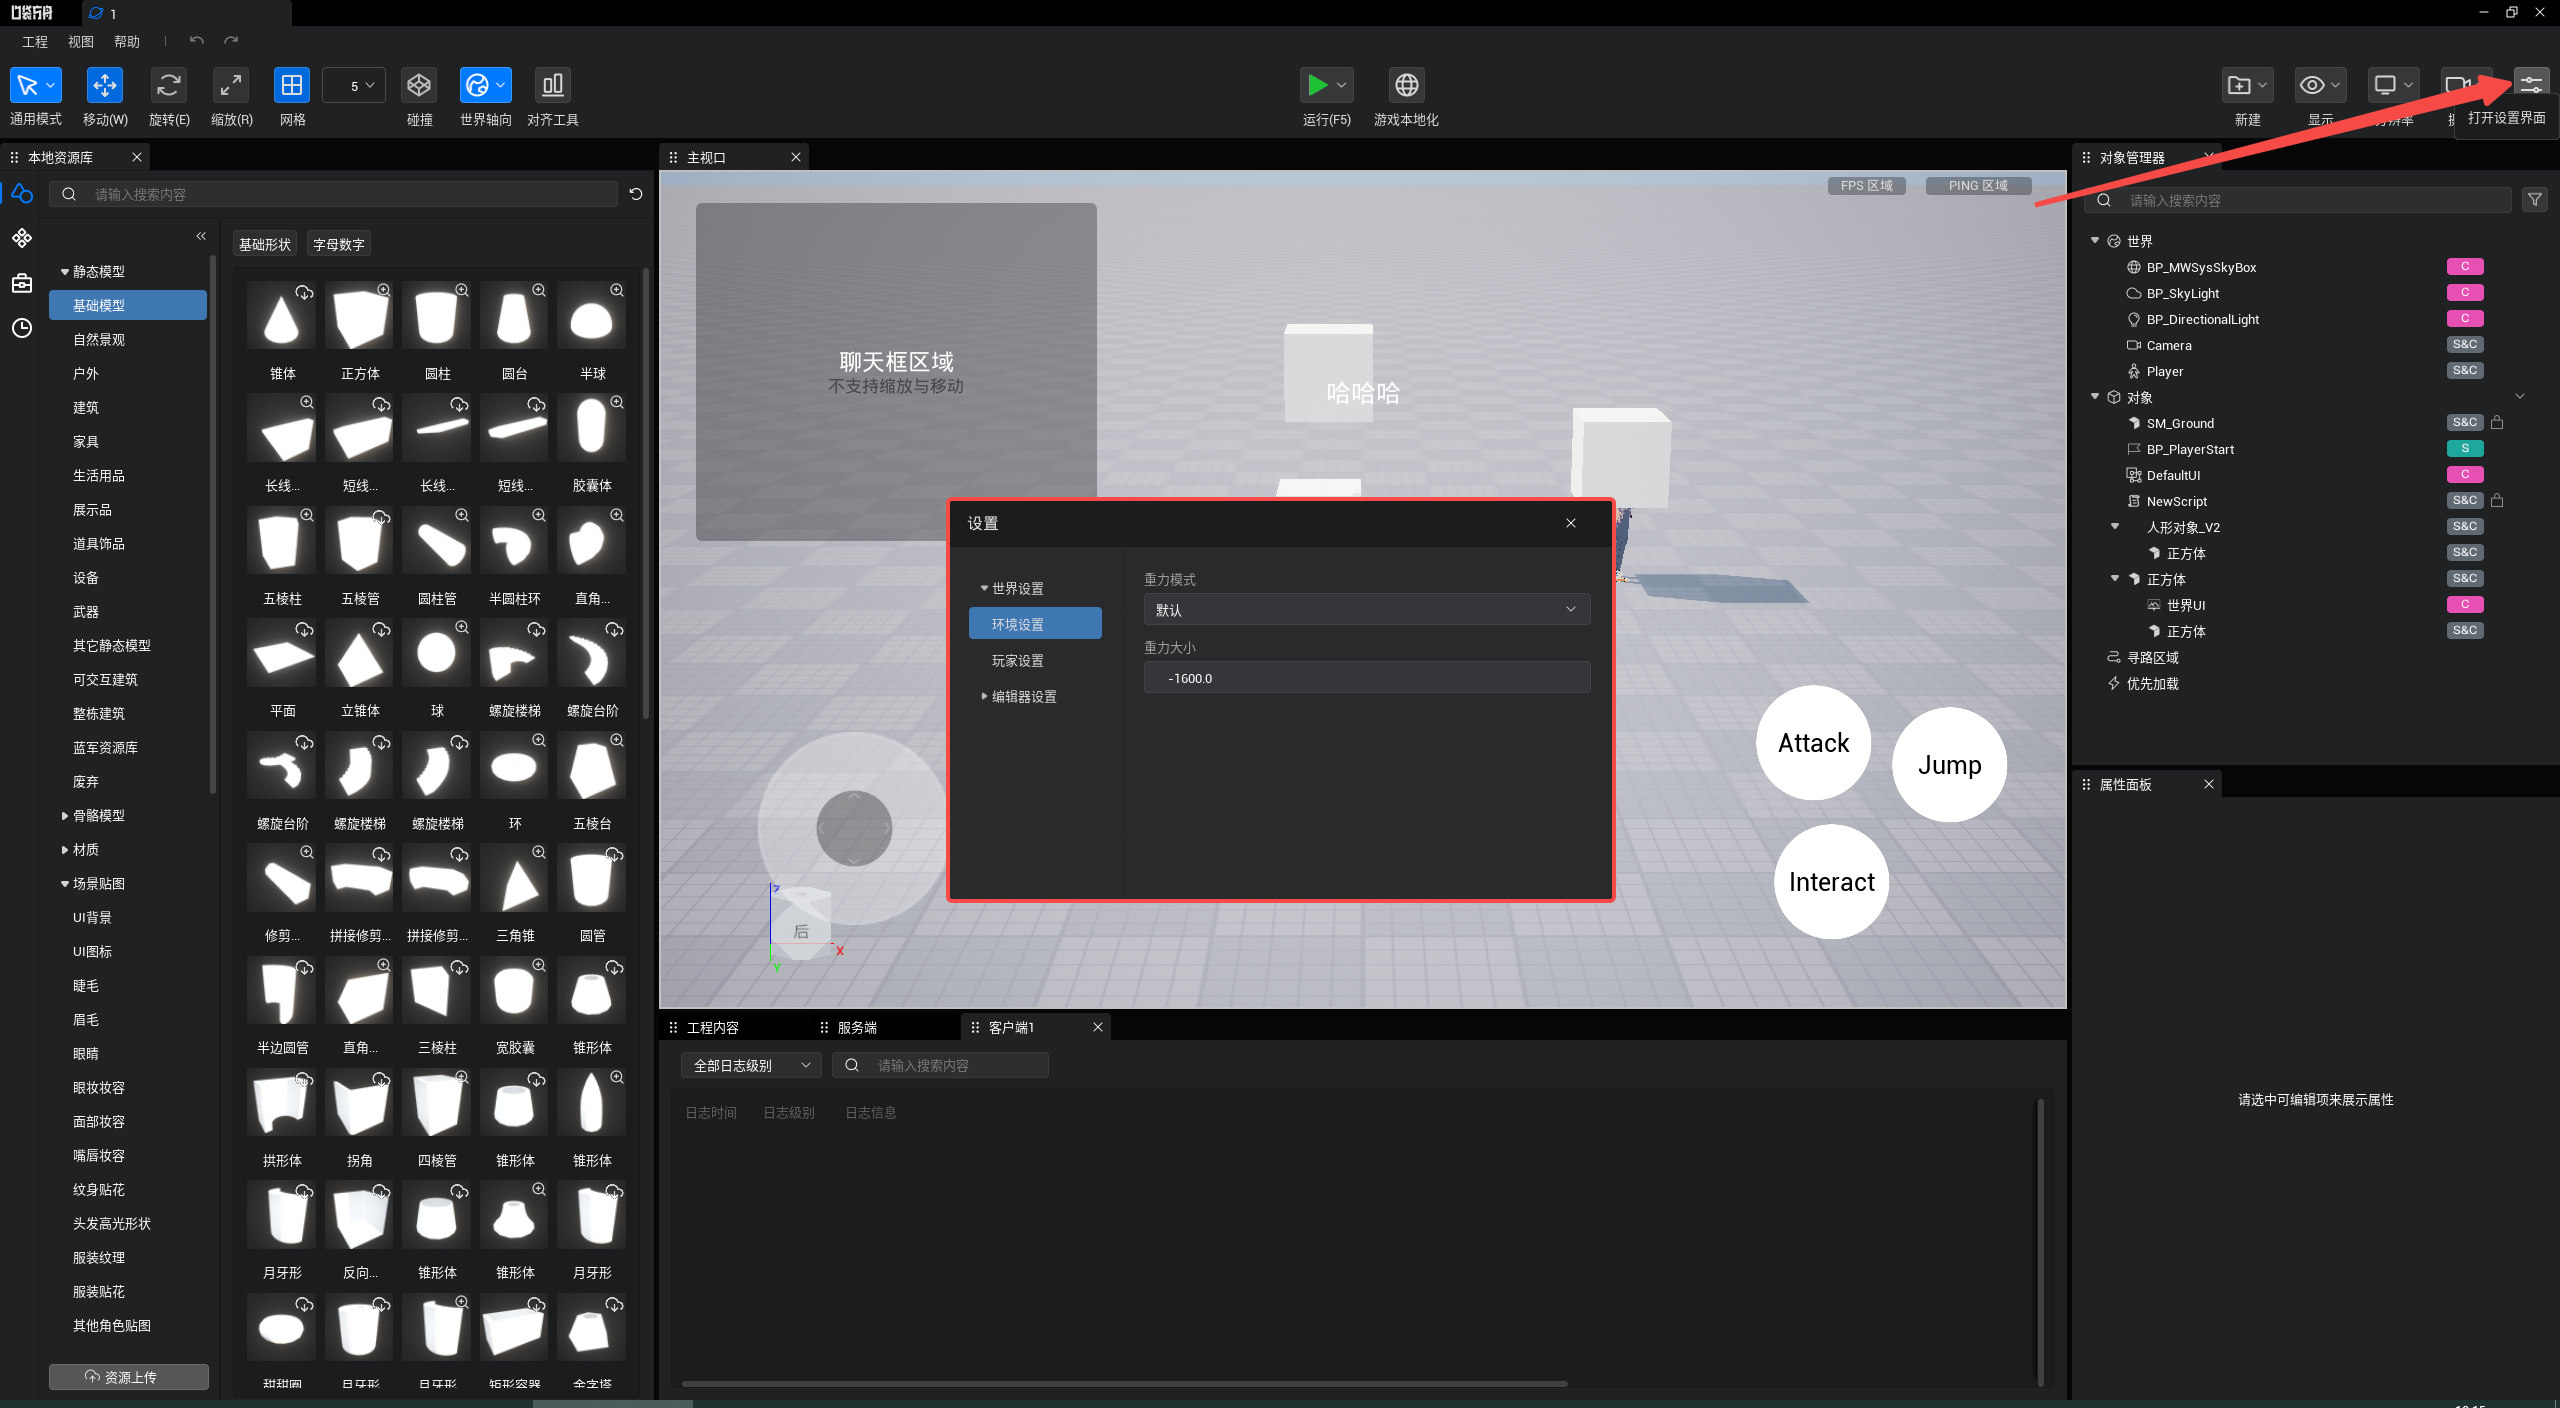 口袋方舟
1
工程 视图 帮助
5
通用模式 移动(W) 旋转(E) 缩放(R) 网格 碰撞 世界轴向 对齐工具
运行(F5) 游戏本地化
新建 显示
打开设置界面
本地资源库
请输入搜索内容
静态模型
基础模型
自然景观
户外
建筑
家具
生活用品
展示品
道具饰品
设备
武器
其它静态模型
可交互建筑
整栋建筑
蓝军资源库
废弃
骨骼模型
材质
场景贴图
UI背景
UI图标
睫毛
眉毛
眼睛
眼妆妆容
面部妆容
嘴唇妆容
纹身贴花
头发高光形状
服装纹理
服装贴花
其他角色贴图
资源上传
基础形状 字母数字
锥体 正方体 圆柱 圆台 半球
长线... 短线... 长线... 短线... 胶囊体
五棱柱 五棱管 圆柱管 半圆柱环 直角...
平面 立锥体 球 螺旋楼梯 螺旋台阶
螺旋台阶 螺旋楼梯 螺旋楼梯 环 五棱台
修剪... 拼接修剪... 拼接修剪... 三角锥 圆管
半边圆管 直角... 三棱柱 宽胶囊 锥形体
拱形体 拐角 四棱管 锥形体 锥形体
月牙形 反向... 锥形体 锥形体 月牙形
甜甜圈 月牙形 月牙形 矩形容器 金字塔
主视口
FPS 区域 PING 区域
聊天框区域
不支持缩放与移动
哈哈哈
设置
世界设置
环境设置
玩家设置
编辑器设置
重力模式
默认
重力大小
-1600.0
Attack
Jump
Interact
Z
后
X
Y
工程内容 服务端 客户端1
全部日志级别 请输入搜索内容
日志时间 日志级别 日志信息
对象管理器
请输入搜索内容
世界
BP_MWSysSkyBox C
BP_SkyLight C
BP_DirectionalLight C
Camera S&C
Player S&C
对象
SM_Ground S&C
BP_PlayerStart S
DefaultUI C
NewScript S&C
人形对象_V2 S&C
正方体 S&C
正方体 S&C
世界UI C
正方体 S&C
寻路区域
优先加载
属性面板
请选中可编辑项来展示属性